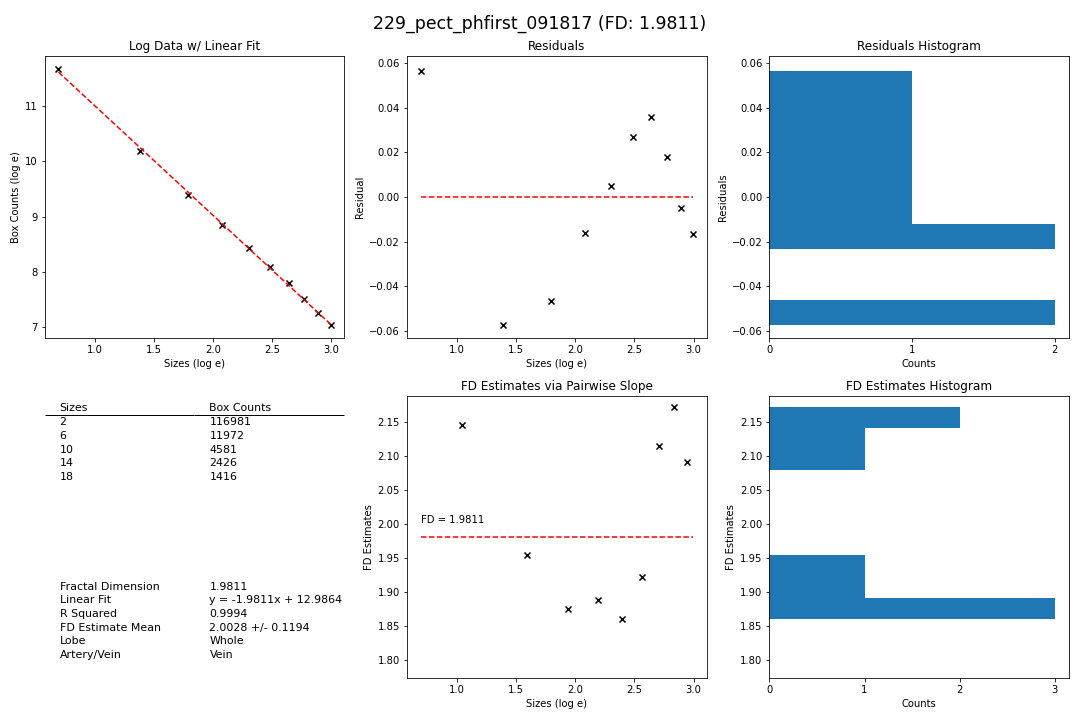 229_pect_phfirst_091817 (FD: 1.9811)
Log Data w/ Linear Fit
Box Counts (log e)
11
10
9
8
7
1.0 1.5 2.0 2.5 3.0
Sizes (log e)
Residuals
Residual
0.06
0.04
0.02
0.00
−0.02
−0.04
−0.06
1.0 1.5 2.0 2.5 3.0
Sizes (log e)
Residuals Histogram
Residuals
0.06
0.04
0.02
0.00
−0.02
−0.04
−0.06
0 1 2
Counts
Sizes Box Counts
2 116981
6 11972
10 4581
14 2426
18 1416
Fractal Dimension 1.9811
Linear Fit y = -1.9811x + 12.9864
R Squared 0.9994
FD Estimate Mean 2.0028 +/- 0.1194
Lobe Whole
Artery/Vein Vein
FD Estimates via Pairwise Slope
FD Estimates
2.15
2.10
2.05
2.00
1.95
1.90
1.85
1.80
FD = 1.9811
1.0 1.5 2.0 2.5 3.0
Sizes (log e)
FD Estimates Histogram
FD Estimates
2.15
2.10
2.05
2.00
1.95
1.90
1.85
1.80
0 1 2 3
Counts